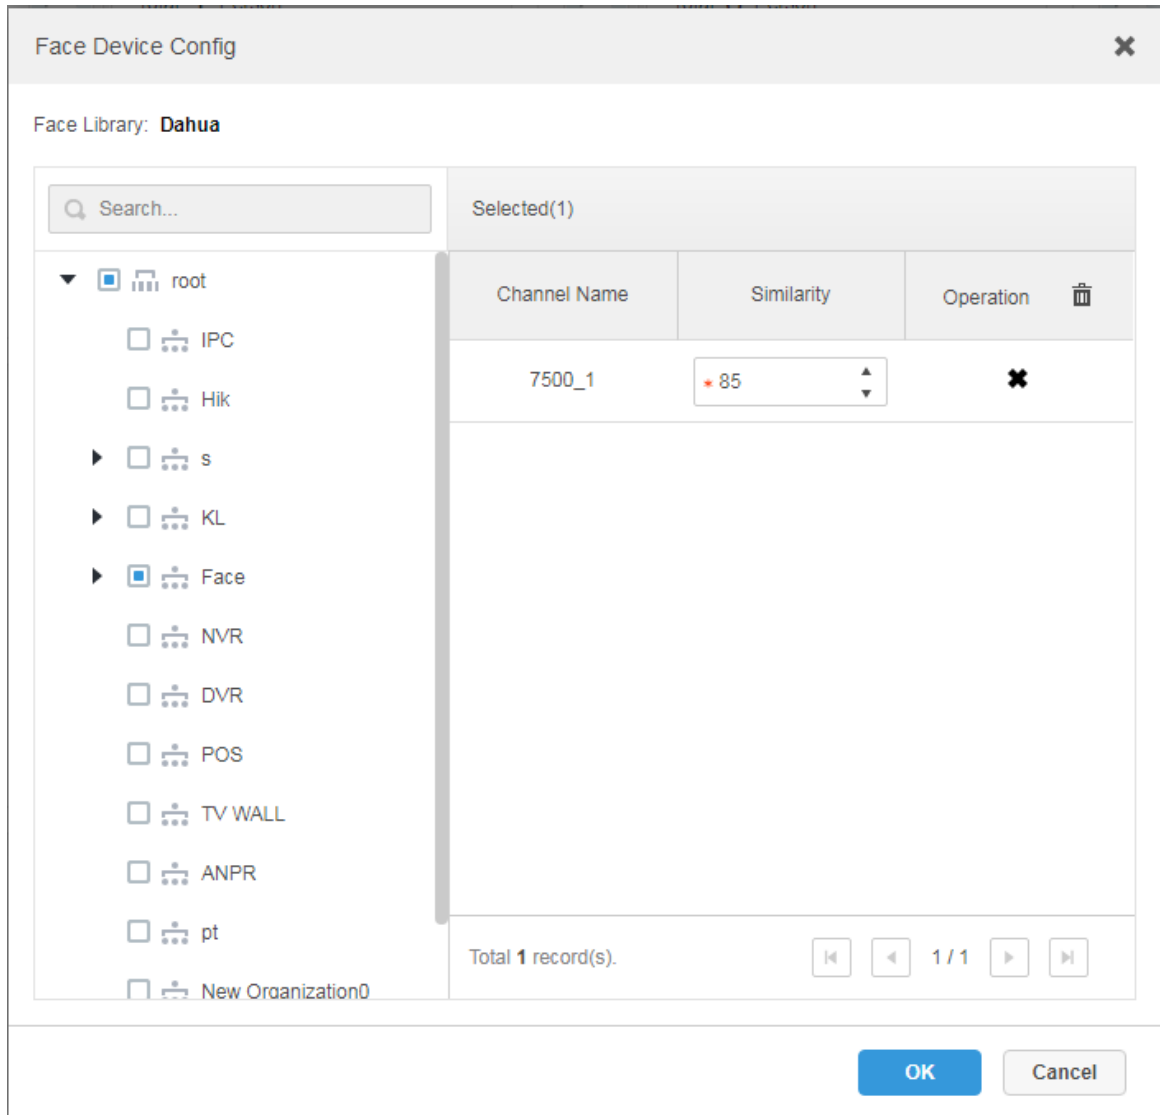 Face Device Config
Face Library: Dahua
Search...
Selected(1)
root
IPC
Hik
s
KL
Face
NVR
DVR
POS
TV WALL
ANPR
pt
New Organization0
Channel Name Similarity Operation
7500_1 * 85
Total 1 record(s). 1 / 1
OK Cancel